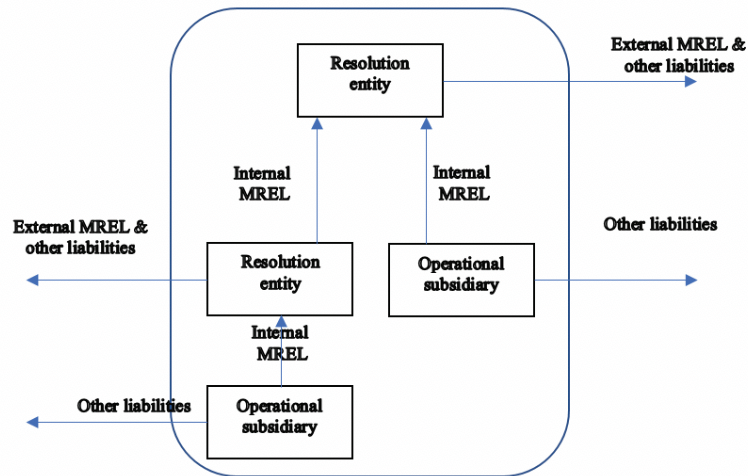 External MREL &
other liabilities
Resolution
entity
Internal
MREL
Internal
MREL
External MREL &
other liabilities
Other liabilities
Resolution
entity
Operational
subsidiary
Internal
MREL
Other liabilities
Operational
subsidiary